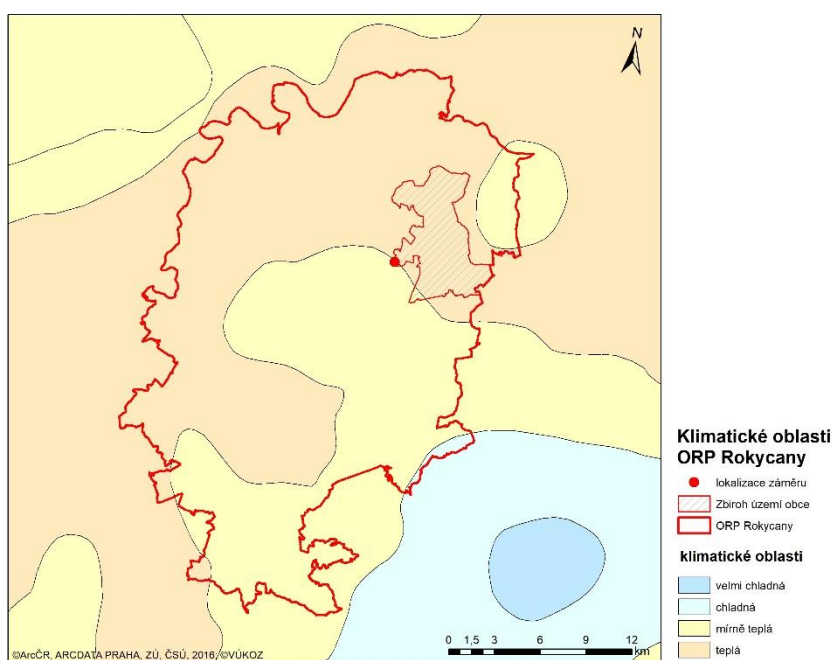 N
Klimatické oblasti
ORP Rokycany
lokalizace záměru
Zbiroh území obce
ORP Rokycany
klimatické oblasti
velmi chladná
chladná
mírně teplá
teplá
0 1,5 3 6 9 12
km
©ArcČR, ARCDATA PRAHA, ZÚ, ČSÚ, 2016, ©VÚKOZ